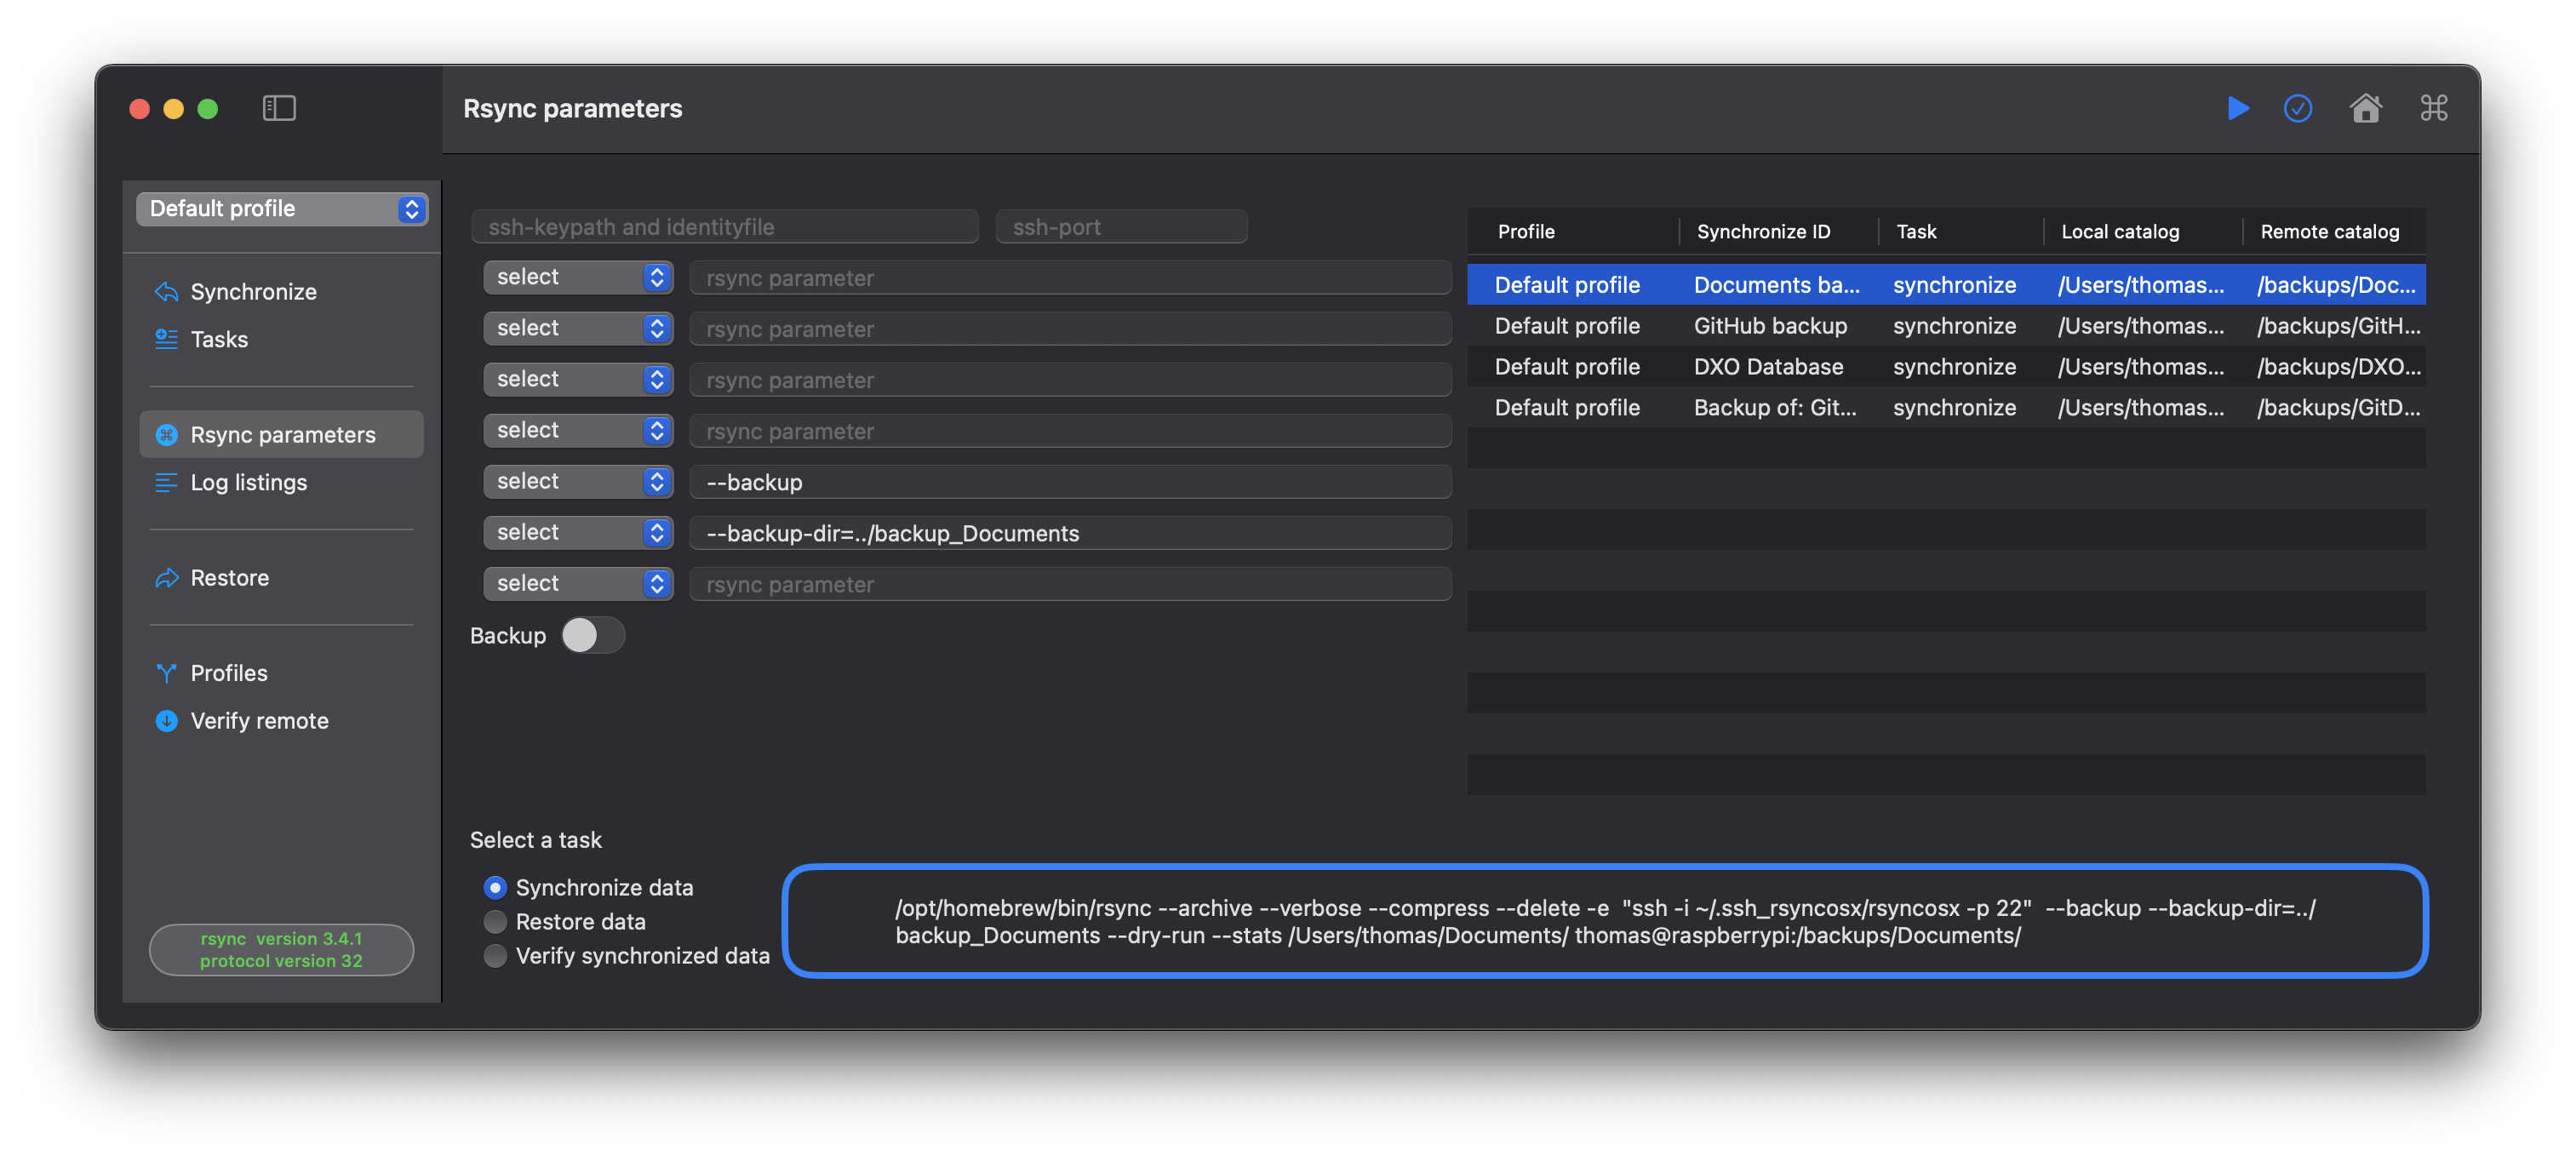 Rsync parameters
Default profile
Synchronize
Tasks
Rsync parameters
Log listings
Restore
Profiles
Verify remote
rsync  version 3.4.1
protocol version 32
ssh-keypath and identityfile
ssh-port
select
rsync parameter
select
rsync parameter
select
rsync parameter
select
rsync parameter
select
--backup
select
--backup-dir=../backup_Documents
select
rsync parameter
Backup
Profile Synchronize ID Task Local catalog Remote catalog
Default profile Documents ba... synchronize /Users/thomas... /backups/Doc...
Default profile GitHub backup synchronize /Users/thomas... /backups/GitH...
Default profile DXO Database synchronize /Users/thomas... /backups/DXO...
Default profile Backup of: Git... synchronize /Users/thomas... /backups/GitD...
Select a task
Synchronize data
Restore data
Verify synchronized data
/opt/homebrew/bin/rsync --archive --verbose --compress --delete -e  "ssh -i ~/.ssh_rsyncosx/rsyncosx -p 22"  --backup --backup-dir=../
backup_Documents --dry-run --stats /Users/thomas/Documents/ thomas@raspberrypi:/backups/Documents/